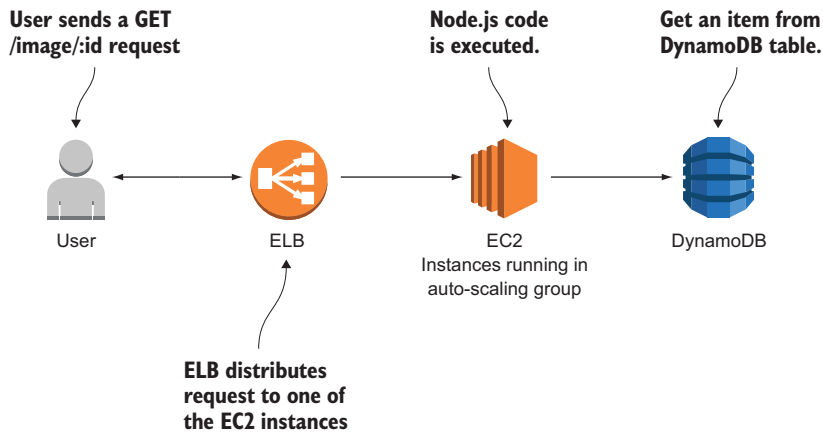 User sends a GET
/image/:id request
Node.js code
is executed.
Get an item from
DynamoDB table.
User
ELB
EC2
Instances running in
auto-scaling group
DynamoDB
ELB distributes
request to one of
the EC2 instances